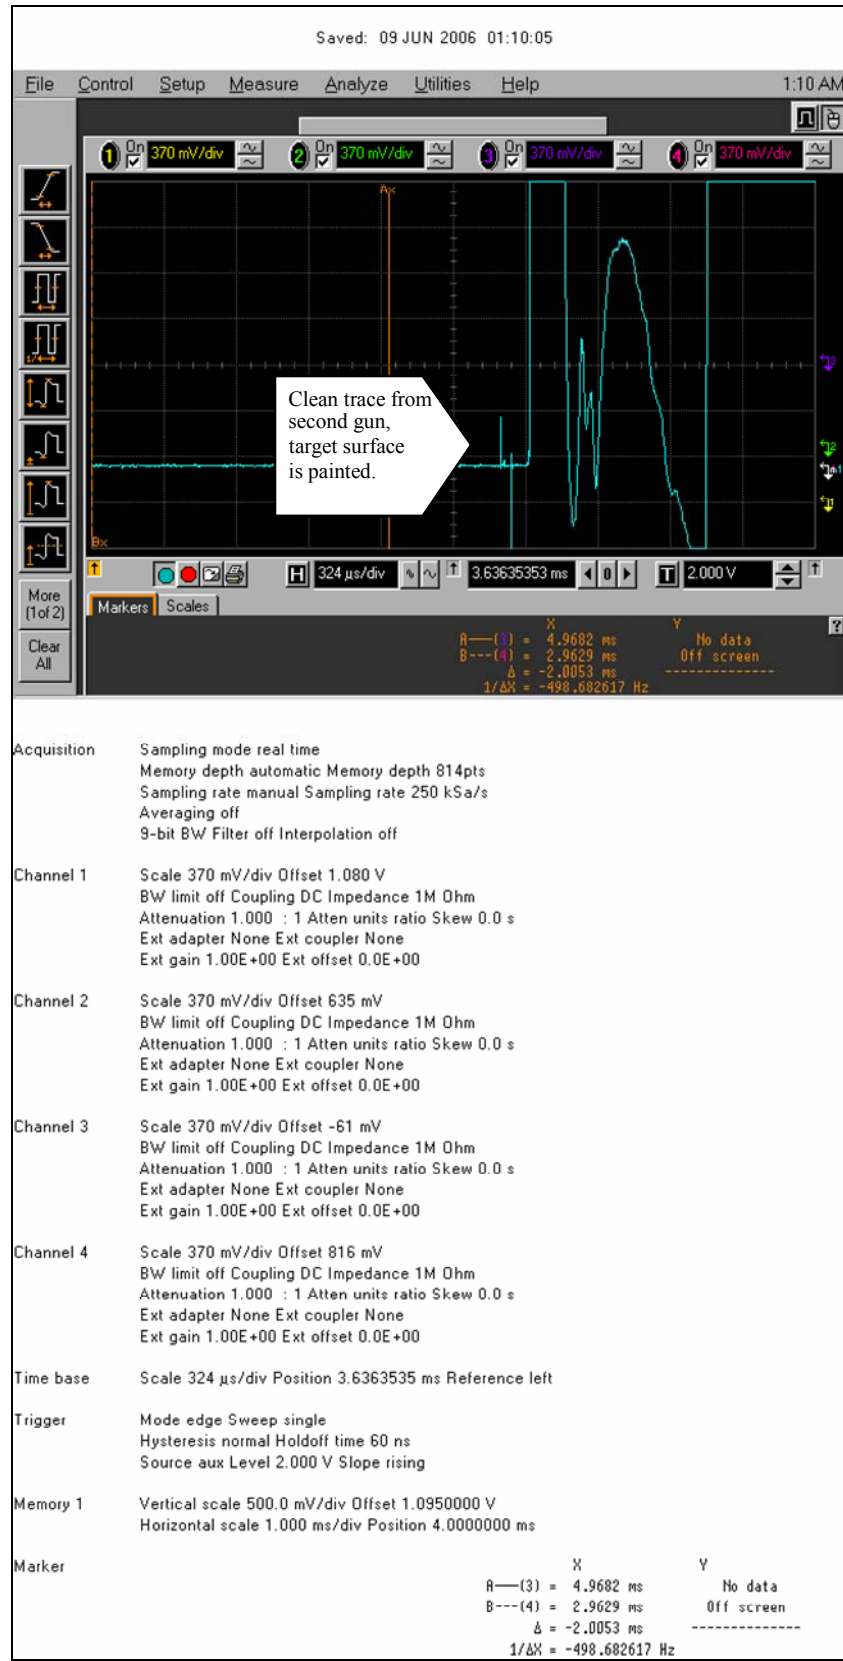 Saved: 09 JUN 2006 01:10:05
File Control Setup Measure Analyze Utilities Help 1:10 AM
1 On 370 mV/div 2 On 370 mV/div 3 On 370 mV/div 4 On 370 mV/div
Ax
Clean trace from
second gun,
target surface
is painted.
Bx
More
(1of 2)
Clear
All
H 324 µs/div 3.63635353 ms 0 T 2.000 V
Markers Scales
X Y
A——(3) = 4.9682 ms No data
B---(4) = 2.9629 ms Off screen
Δ = -2.0053 ms --------------
1/ΔX = -498.682617 Hz
Acquisition Sampling mode real time
Memory depth automatic Memory depth 814pts
Sampling rate manual Sampling rate 250 kSa/s
Averaging off
9-bit BW Filter off Interpolation off
Channel 1 Scale 370 mV/div Offset 1.080 V
BW limit off Coupling DC Impedance 1M Ohm
Attenuation 1.000 : 1 Atten units ratio Skew 0.0 s
Ext adapter None Ext coupler None
Ext gain 1.00E+00 Ext offset 0.0E+00
Channel 2 Scale 370 mV/div Offset 635 mV
BW limit off Coupling DC Impedance 1M Ohm
Attenuation 1.000 : 1 Atten units ratio Skew 0.0 s
Ext adapter None Ext coupler None
Ext gain 1.00E+00 Ext offset 0.0E+00
Channel 3 Scale 370 mV/div Offset -61 mV
BW limit off Coupling DC Impedance 1M Ohm
Attenuation 1.000 : 1 Atten units ratio Skew 0.0 s
Ext adapter None Ext coupler None
Ext gain 1.00E+00 Ext offset 0.0E+00
Channel 4 Scale 370 mV/div Offset 816 mV
BW limit off Coupling DC Impedance 1M Ohm
Attenuation 1.000 : 1 Atten units ratio Skew 0.0 s
Ext adapter None Ext coupler None
Ext gain 1.00E+00 Ext offset 0.0E+00
Time base Scale 324 µs/div Position 3.6363535 ms Reference left
Trigger Mode edge Sweep single
Hysteresis normal Holdoff time 60 ns
Source aux Level 2.000 V Slope rising
Memory 1 Vertical scale 500.0 mV/div Offset 1.0950000 V
Horizontal scale 1.000 ms/div Position 4.0000000 ms
Marker X Y
A——(3) = 4.9682 ms No data
B---(4) = 2.9629 ms Off screen
Δ = -2.0053 ms --------------
1/ΔX = -498.682617 Hz